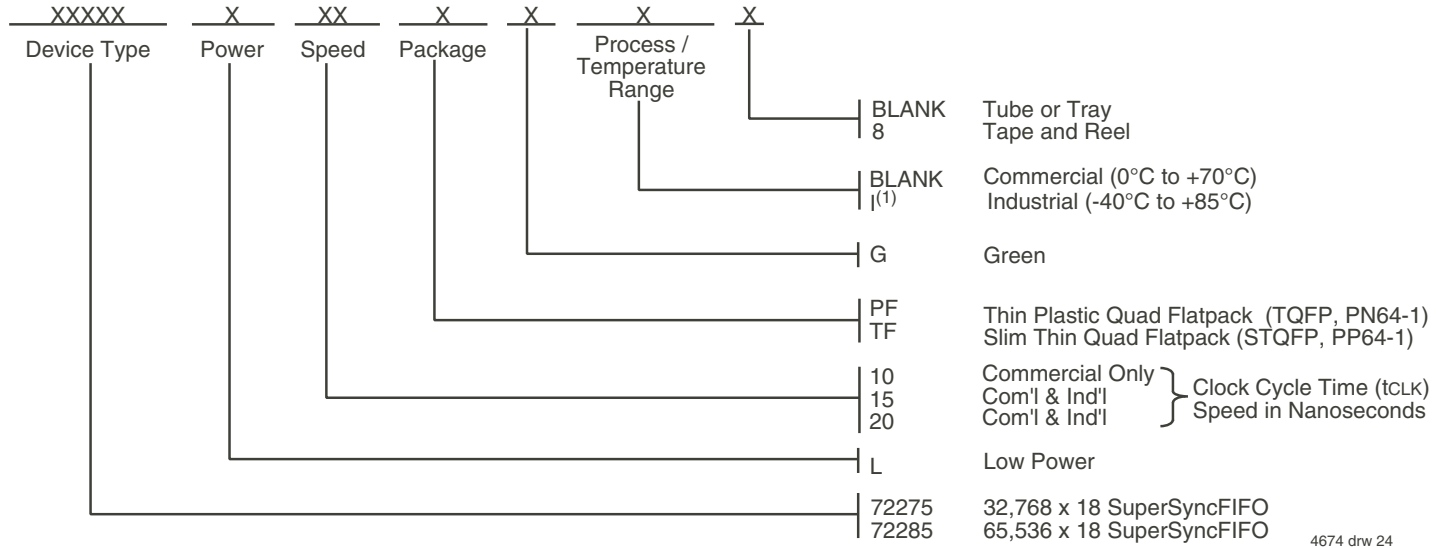 XXXXX X XX X X X X
Device Type Power Speed Package Process /
Temperature
Range
BLANK Tube or Tray
8 Tape and Reel
BLANK Commercial (0°C to +70°C)
I(1) Industrial (-40°C to +85°C)
G Green
PF Thin Plastic Quad Flatpack (TQFP, PN64-1)
TF Slim Thin Quad Flatpack (STQFP, PP64-1)
10 Commercial Only
15 Com'l & Ind'l
20 Com'l & Ind'l
Clock Cycle Time (tCLK)
Speed in Nanoseconds
L Low Power
72275 32,768 x 18 SuperSyncFIFO
72285 65,536 x 18 SuperSyncFIFO
4674 drw 24